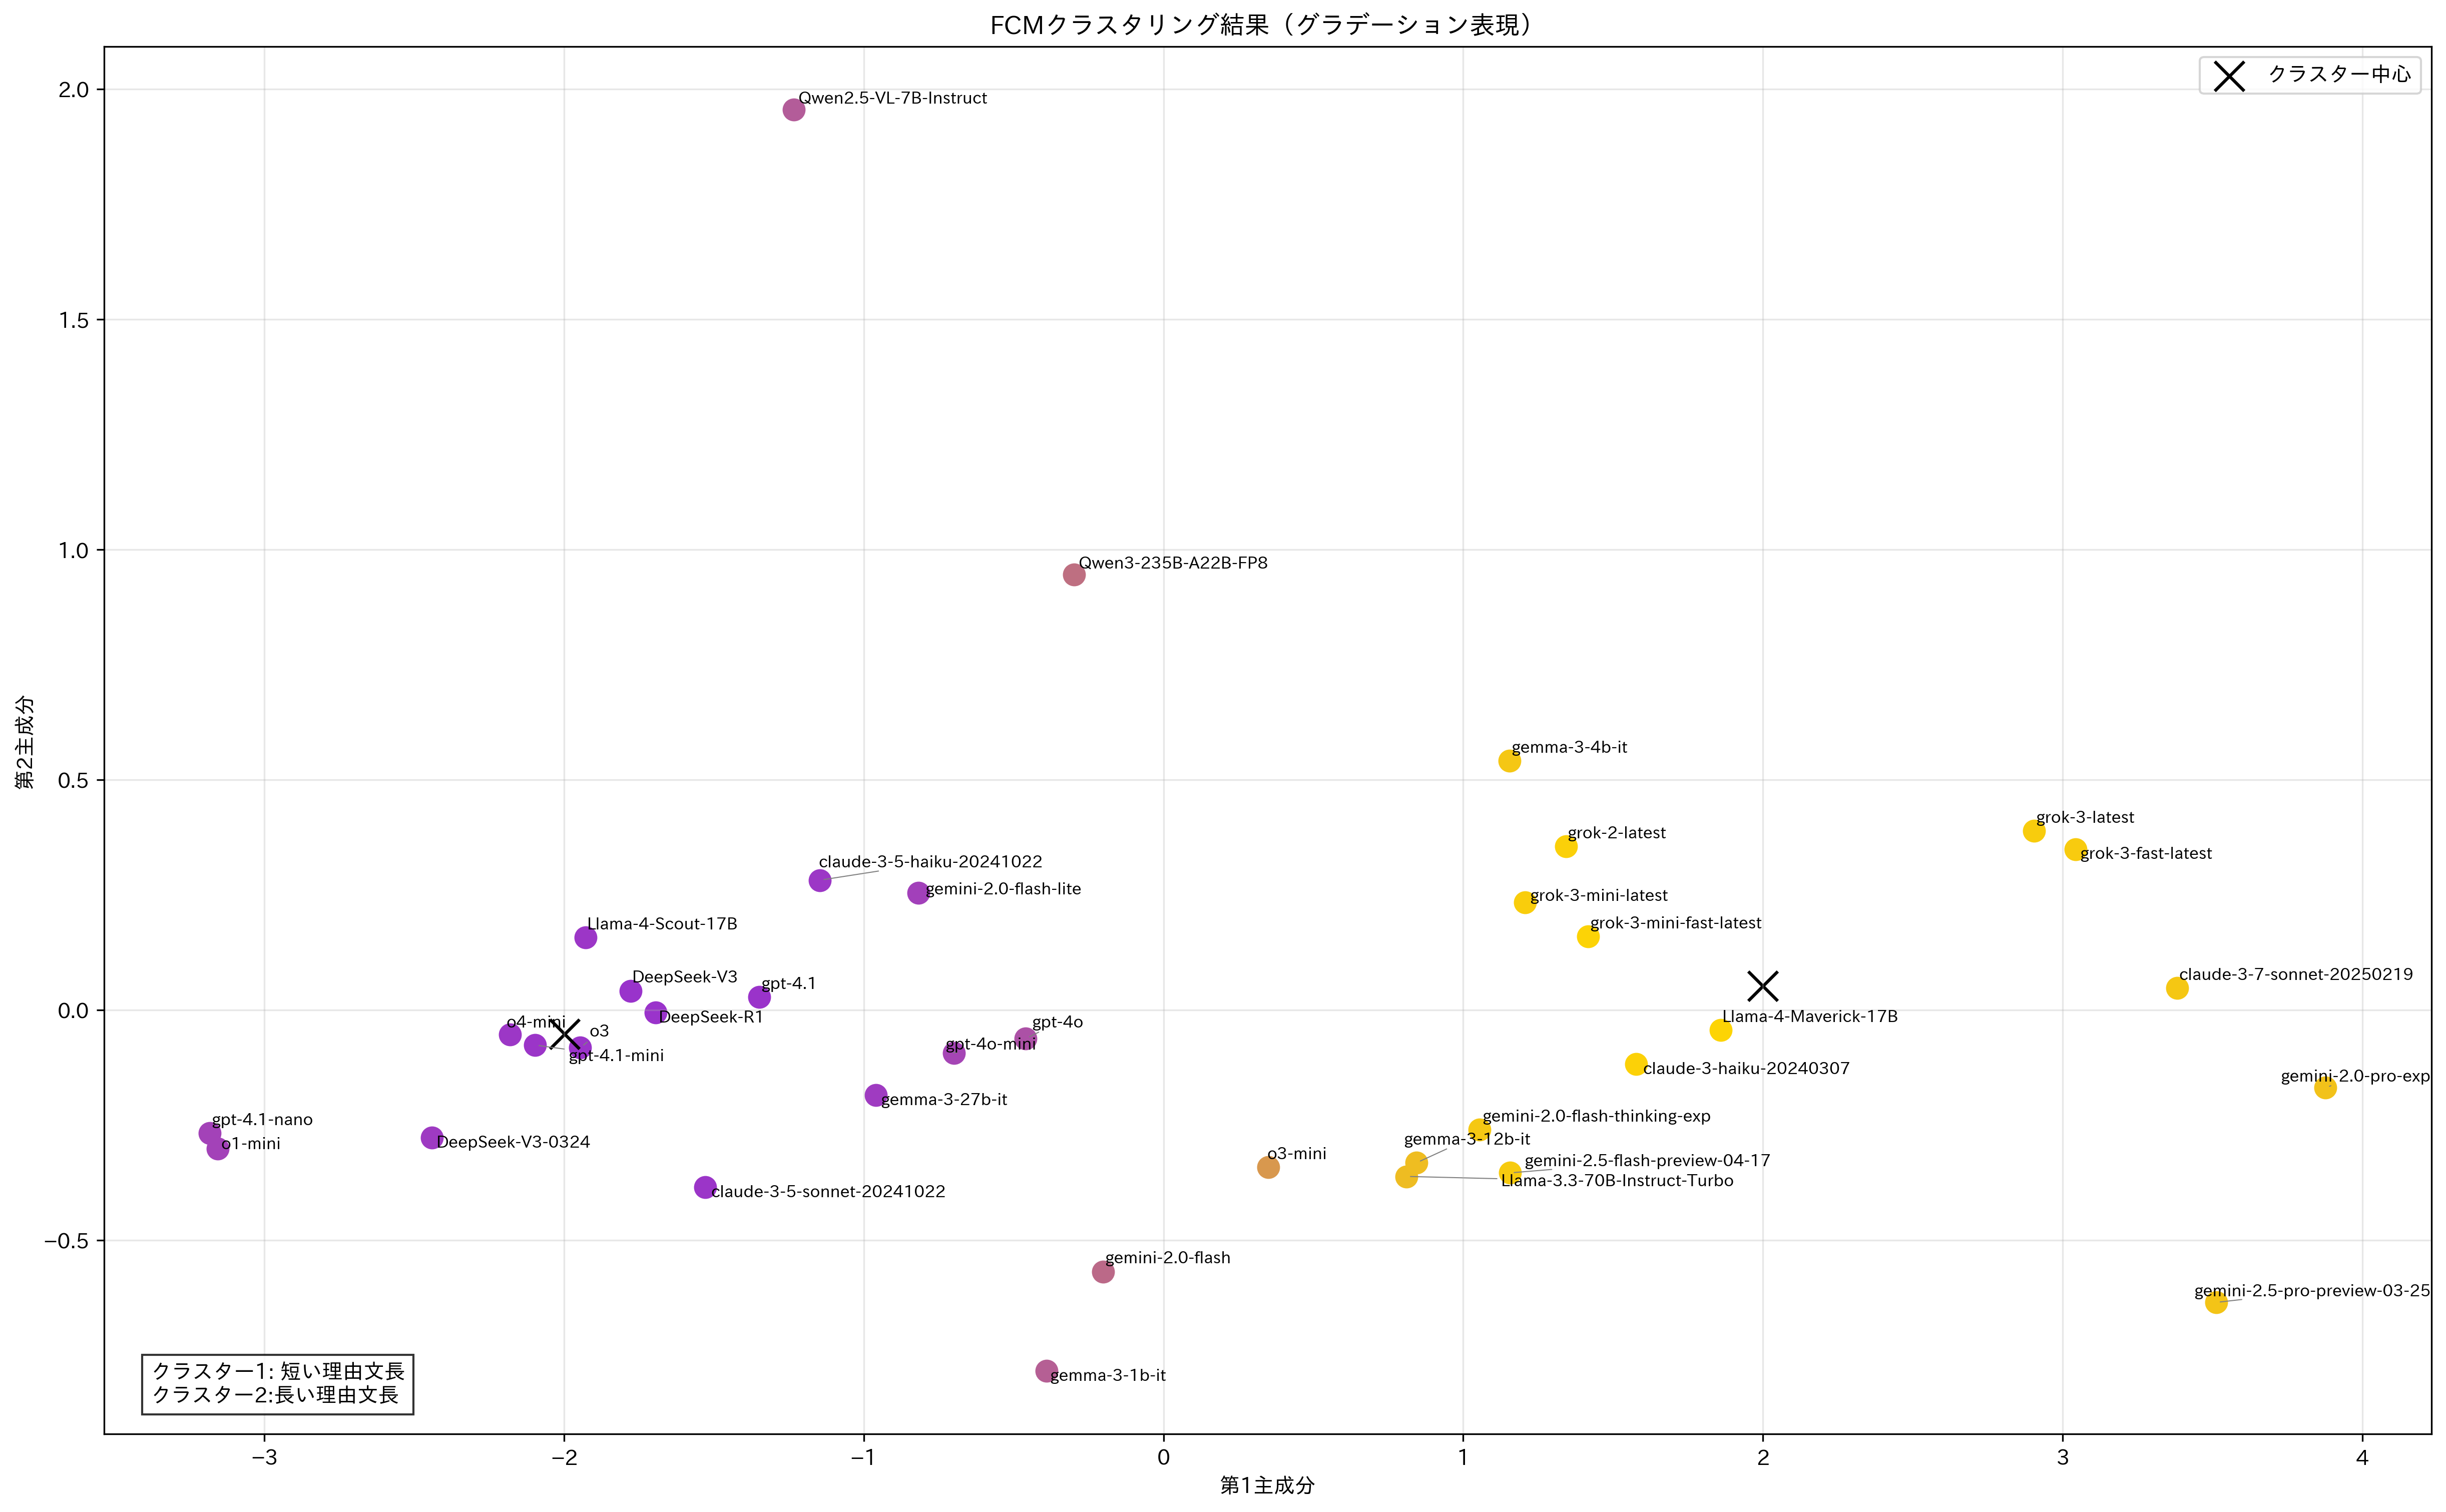 FCMクラスタリング結果（グラデーション表現）
クラスター中心
2.0
1.5
1.0
0.5
0.0
−0.5
第2主成分
Qwen2.5-VL-7B-Instruct
Qwen3-235B-A22B-FP8
gemma-3-4b-it
grok-3-latest
grok-2-latest
grok-3-fast-latest
claude-3-5-haiku-20241022
gemini-2.0-flash-lite
grok-3-mini-latest
Llama-4-Scout-17B
grok-3-mini-fast-latest
DeepSeek-V3
gpt-4.1
claude-3-7-sonnet-20250219
DeepSeek-R1
Llama-4-Maverick-17B
o4-mini
o3
gpt-4o
gpt-4o-mini
gpt-4.1-mini
claude-3-haiku-20240307
gemini-2.0-pro-exp
gemma-3-27b-it
gpt-4.1-nano
gemini-2.0-flash-thinking-exp
o1-mini
DeepSeek-V3-0324
gemma-3-12b-it
o3-mini
gemini-2.5-flash-preview-04-17
Llama-3.3-70B-Instruct-Turbo
claude-3-5-sonnet-20241022
gemini-2.0-flash
gemini-2.5-pro-preview-03-25
gemma-3-1b-it
クラスター1: 短い理由文長
クラスター2:長い理由文長
−3
−2
−1
0
1
2
3
4
第1主成分